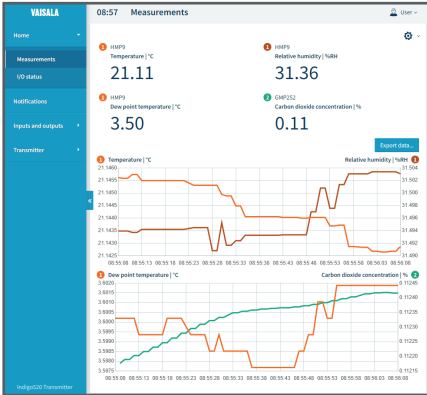 VAISALA
08:57 Measurements
User
Home
Measurements
I/O status
Notifications
Inputs and outputs
Transmitter
Indigo520 Transmitter
1 HMP9
Temperature | °C
21.11
1 HMP9
Relative humidity | %RH
31.36
1 HMP9
Dew point temperature | °C
3.50
2 GMP252
Carbon dioxide concentration | %
0.11
Export data...
1 Temperature | °C
Relative humidity | %RH 1
21.1460
21.1455
21.1450
21.1445
21.1440
21.1435
21.1430
21.1425
31.504
31.502
31.500
31.498
31.496
31.494
31.492
31.490
08:55:08 08:55:13 08:55:18 08:55:23 08:55:28 08:55:33 08:55:38 08:55:43 08:55:48 08:55:53 08:55:58 08:56:03 08:56:08
1 Dew point temperature | °C
Carbon dioxide concentration | % 2
3.6020
3.6015
3.6010
3.6005
3.6000
3.5995
3.5990
3.5985
3.5980
3.5975
0.11245
0.11240
0.11235
0.11230
0.11225
0.11220
0.11215
08:55:08 08:55:13 08:55:18 08:55:23 08:55:28 08:55:33 08:55:38 08:55:43 08:55:48 08:55:53 08:55:58 08:56:03 08:56:08